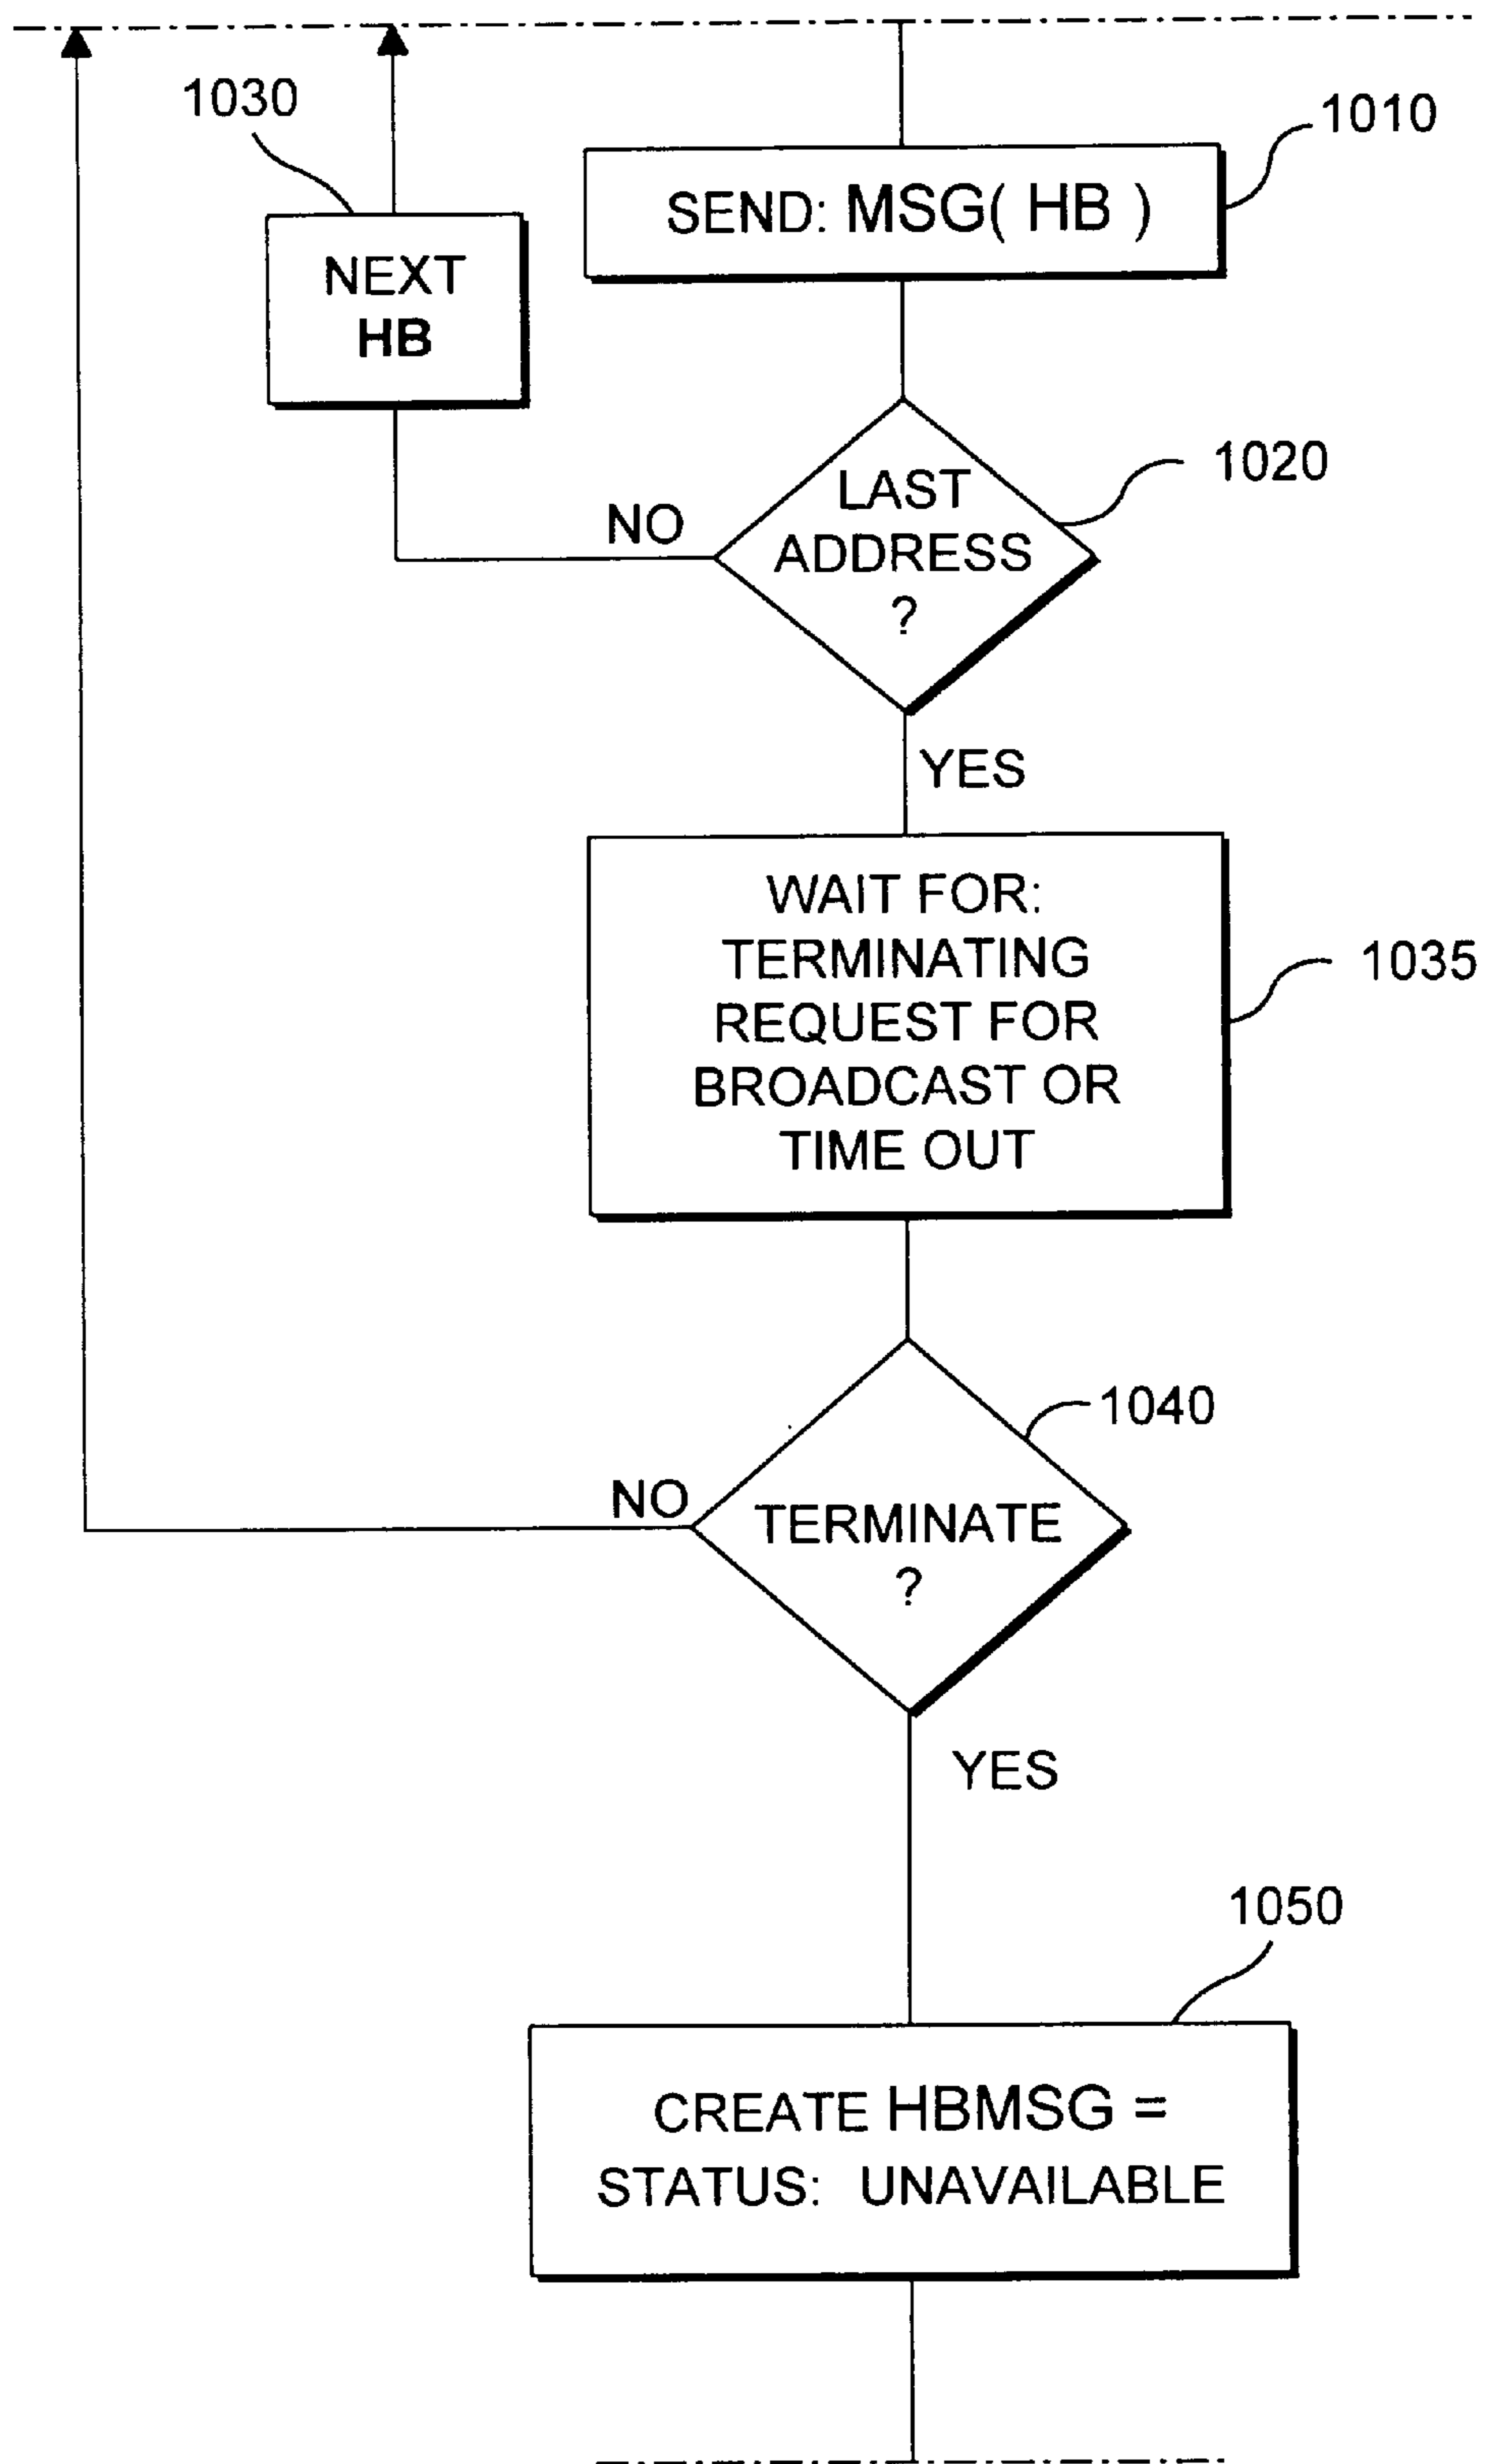 1030
1010
SEND: MSG( HB )
NEXT
HB
1020
LAST
ADDRESS
?
NO
YES
WAIT FOR:
TERMINATING
REQUEST FOR
BROADCAST OR
TIME OUT
1035
1040
NO
TERMINATE
?
YES
1050
CREATE HBMSG =
STATUS: UNAVAILABLE